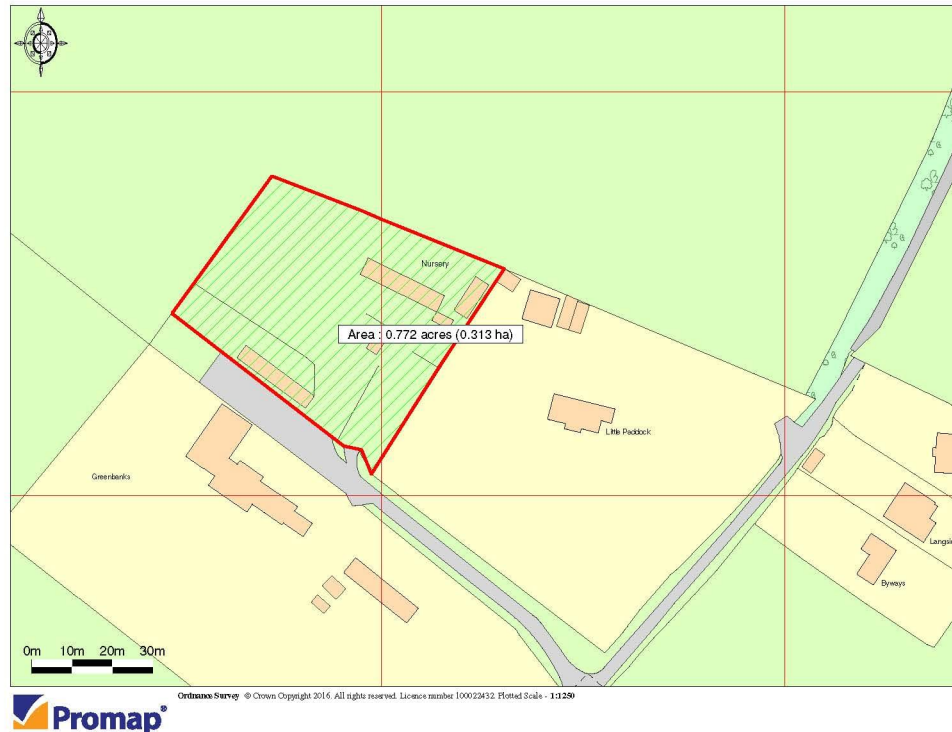 Nursery
Area : 0.772 acres (0.313 ha)
Little Paddock
Greenbanks
Byways
0m 10m 20m 30m
Ordnance Survey © Crown Copyright 2016. All rights reserved. Licence number 100022432. Plotted Scale - 1:1250
Promap®